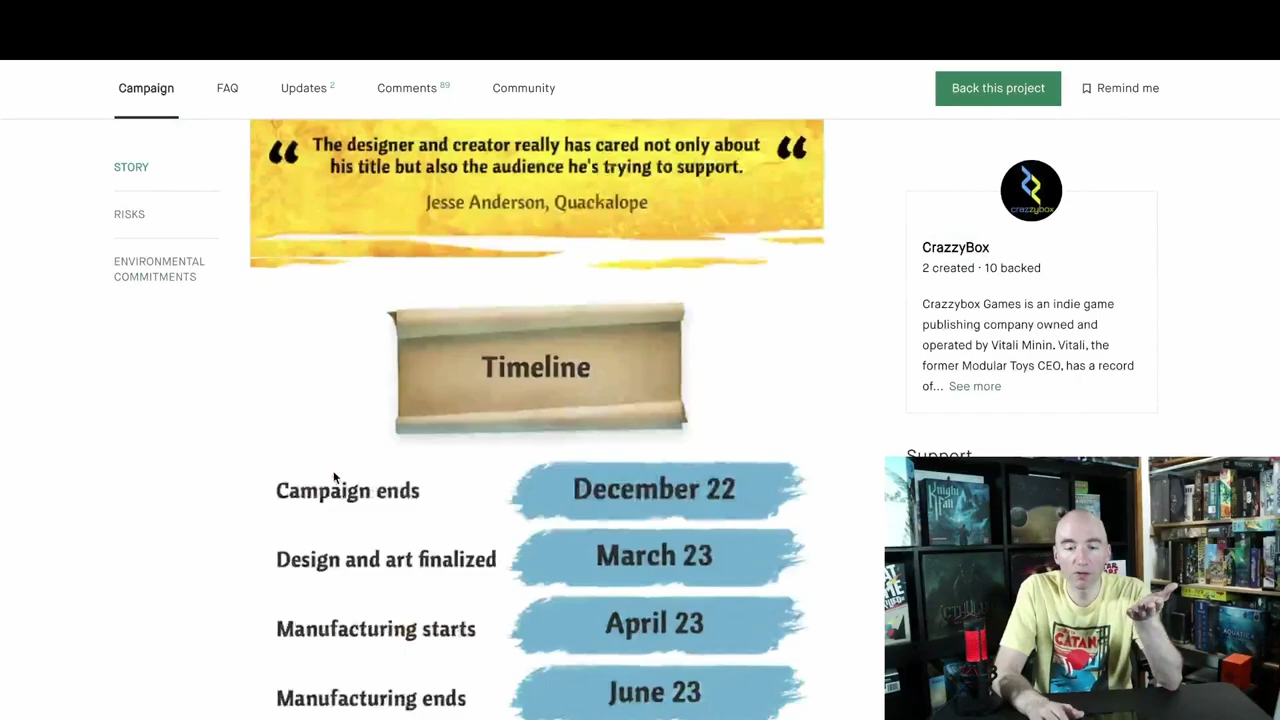 Campaign
FAQ
Updates 2
Comments 89
Community
Back this project
Remind me
STORY
RISKS
ENVIRONMENTAL
COMMITMENTS
“ The designer and creator really has cared not only about “
his title but also the audience he's trying to support.
Jesse Anderson, Quackalope
Timeline
Campaign ends
December 22
Design and art finalized
March 23
Manufacturing starts
April 23
Manufacturing ends
June 23
crazzybox
CrazzyBox
2 created · 10 backed
Crazzybox Games is an indie game
publishing company owned and
operated by Vitali Minin. Vitali, the
former Modular Toys CEO, has a record
of... See more
Support
CATAN